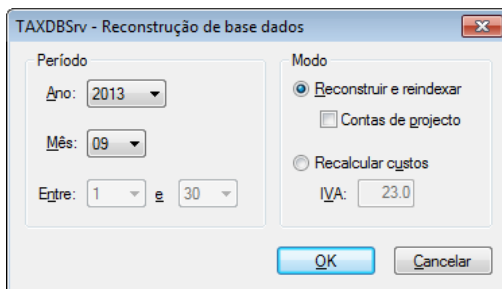 TAXDBSrv - Reconstrução de base dados
Período
Ano: 2013
Mês: 09
Entre: 1 e 30
Modo
Reconstruir e reindexar
Contas de projecto
Recalcular custos
IVA: 23.0
OK Cancelar